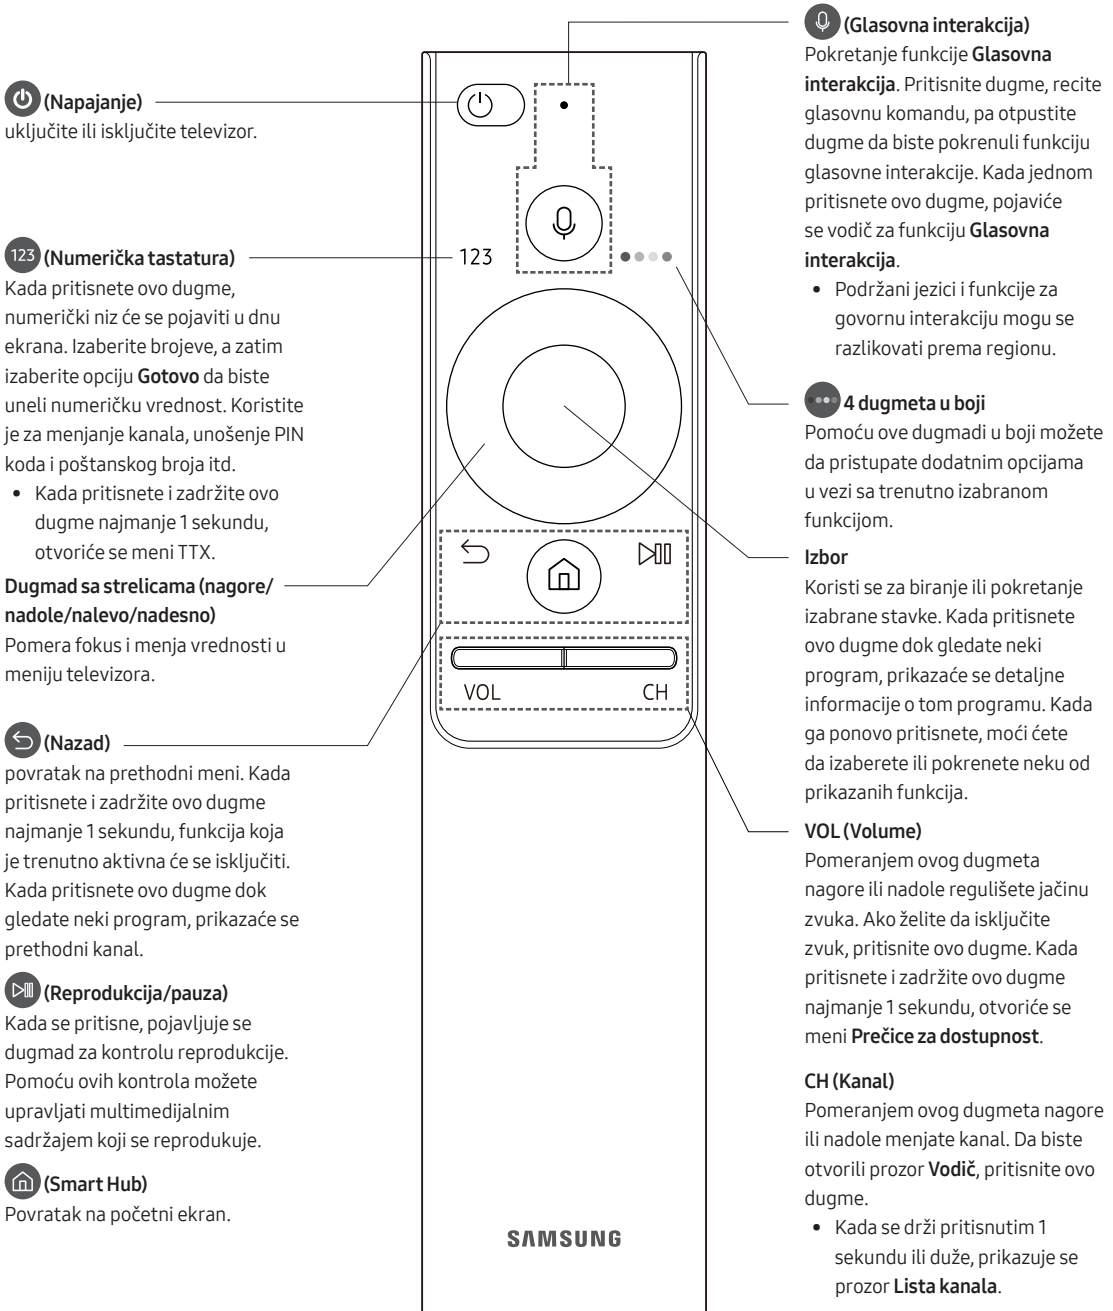 (Napajanje)
uključite ili isključite televizor.
123 (Numerička tastatura)
Kada pritisnete ovo dugme,
numerički niz će se pojaviti u dnu
ekrana. Izaberite brojeve, a zatim
izaberite opciju Gotovo da biste
uneli numeričku vrednost. Koristite
je za menjanje kanala, unošenje PIN
koda i poštanskog broja itd.
• Kada pritisnete i zadržite ovo
dugme najmanje 1 sekundu,
otvoriće se meni TTX.
Dugmad sa strelicama (nagore/
nadole/nalevo/nadesno)
Pomera fokus i menja vrednosti u
meniju televizora.
(Nazad)
povratak na prethodni meni. Kada
pritisnete i zadržite ovo dugme
najmanje 1 sekundu, funkcija koja
je trenutno aktivna će se isključiti.
Kada pritisnete ovo dugme dok
gledate neki program, prikazaće se
prethodni kanal.
(Reprodukcija/pauza)
Kada se pritisne, pojavljuje se
dugmad za kontrolu reprodukcije.
Pomoću ovih kontrola možete
upravljati multimedijalnim
sadržajem koji se reprodukuje.
(Smart Hub)
Povratak na početni ekran.
123
VOL CH
SAMSUNG
(Glasovna interakcija)
Pokretanje funkcije Glasovna
interakcija. Pritisnite dugme, recite
glasovnu komandu, pa otpustite
dugme da biste pokrenuli funkciju
glasovne interakcije. Kada jednom
pritisnete ovo dugme, pojaviće
se vodič za funkciju Glasovna
interakcija.
• Podržani jezici i funkcije za
govornu interakciju mogu se
razlikovati prema regionu.
4 dugmeta u boji
Pomoću ove dugmadi u boji možete
da pristupate dodatnim opcijama
u vezi sa trenutno izabranom
funkcijom.
Izbor
Koristi se za biranje ili pokretanje
izabrane stavke. Kada pritisnete
ovo dugme dok gledate neki
program, prikazaće se detaljne
informacije o tom programu. Kada
ga ponovo pritisnete, moći ćete
da izaberete ili pokrenete neku od
prikazanih funkcija.
VOL (Volume)
Pomeranjem ovog dugmeta
nagore ili nadole regulišete jačinu
zvuka. Ako želite da isključite
zvuk, pritisnite ovo dugme. Kada
pritisnete i zadržite ovo dugme
najmanje 1 sekundu, otvoriće se
meni Prečice za dostupnost.
CH (Kanal)
Pomeranjem ovog dugmeta nagore
ili nadole menjate kanal. Da biste
otvorili prozor Vodič, pritisnite ovo
dugme.
• Kada se drži pritisnutim 1
sekundu ili duže, prikazuje se
prozor Lista kanala.